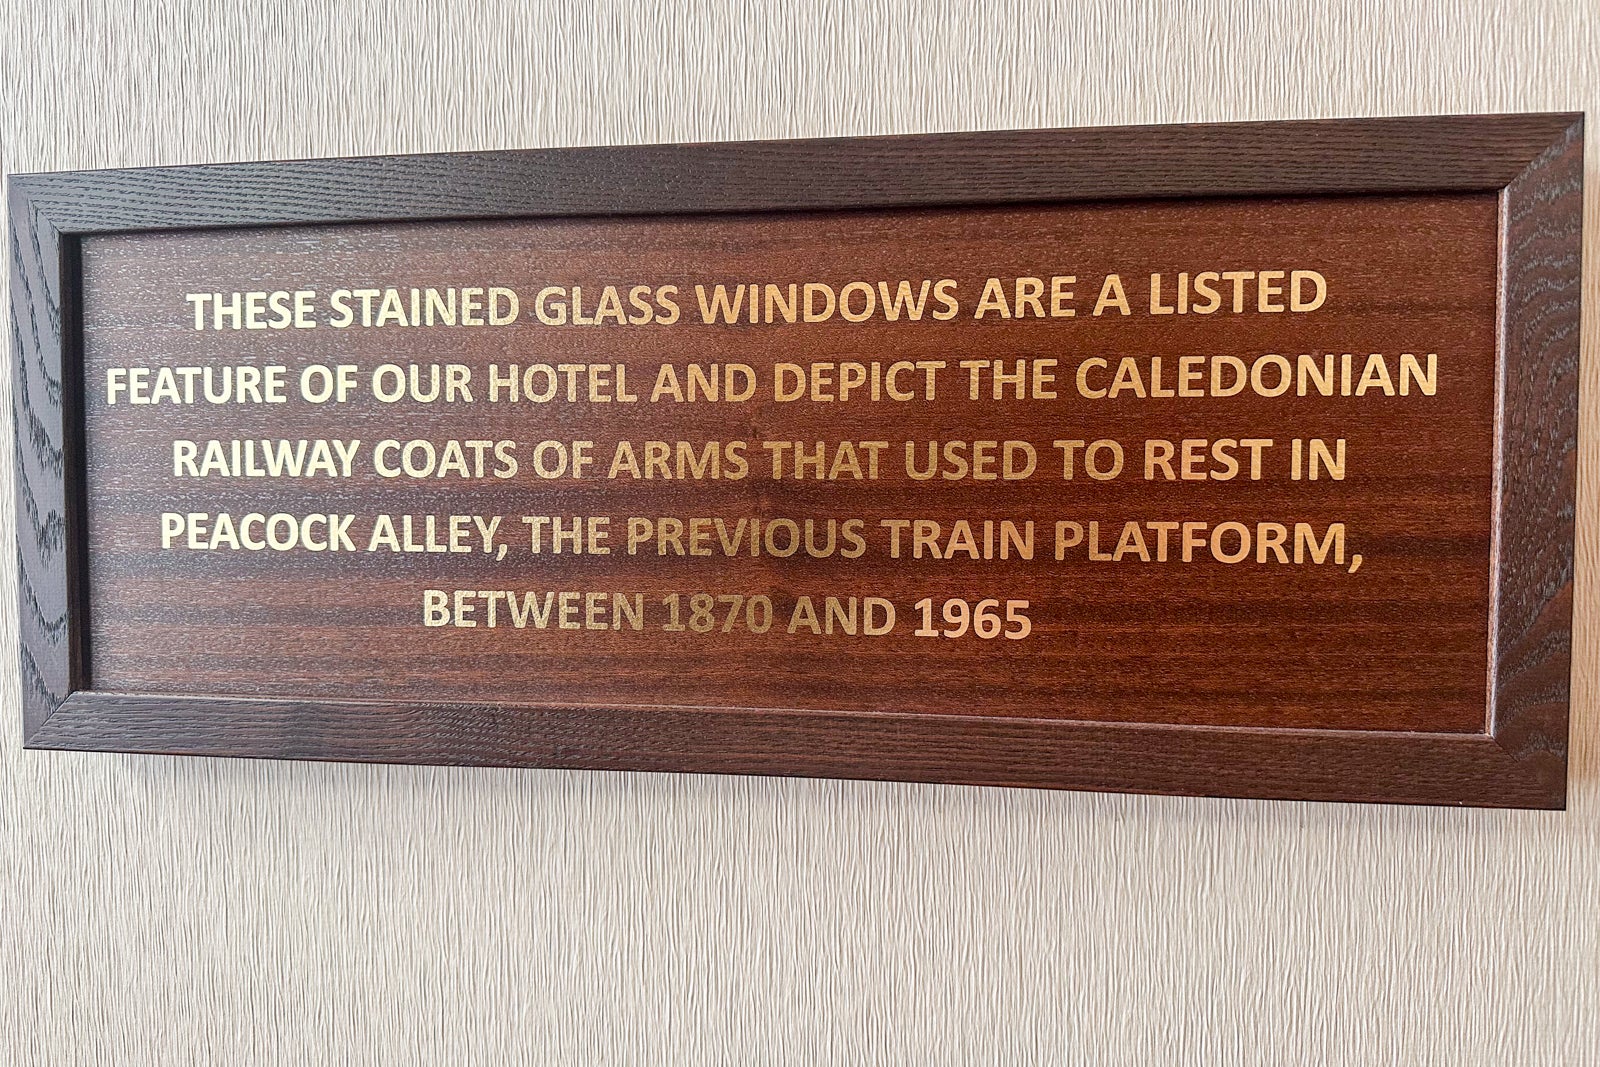 THESE STAINED GLASS WINDOWS ARE A LISTED
FEATURE OF OUR HOTEL AND DEPICT THE CALEDONIAN
RAILWAY COATS OF ARMS THAT USED TO REST IN
PEACOCK ALLEY, THE PREVIOUS TRAIN PLATFORM,
BETWEEN 1870 AND 1965